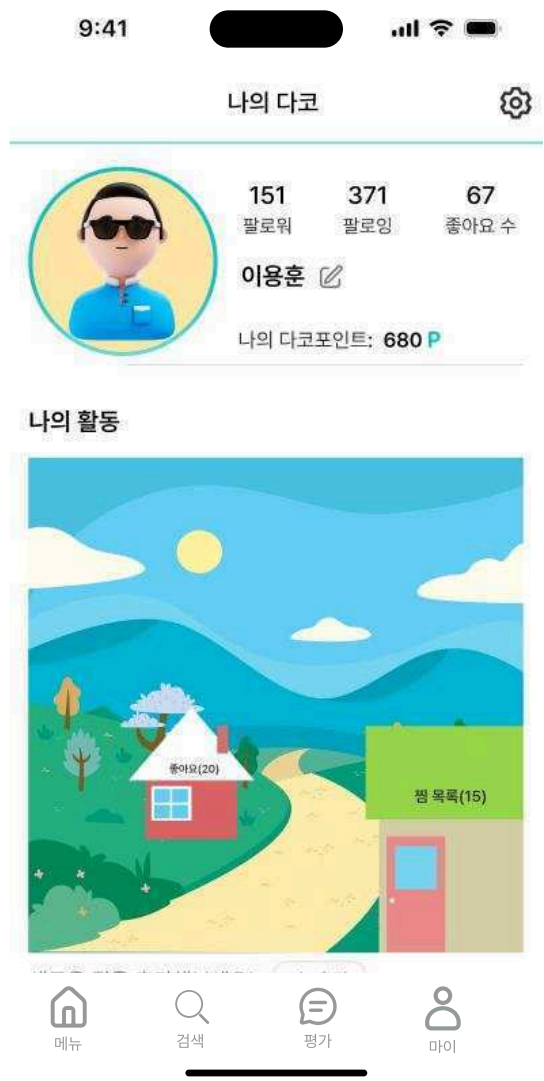 9:41
나의 다코
151 371 67
팔로워 팔로잉 좋아요 수
이용훈
나의 다코포인트: 680 P
나의 활동
좋아요(20)
찜 목록(15)
메뉴 검색 평가 마이